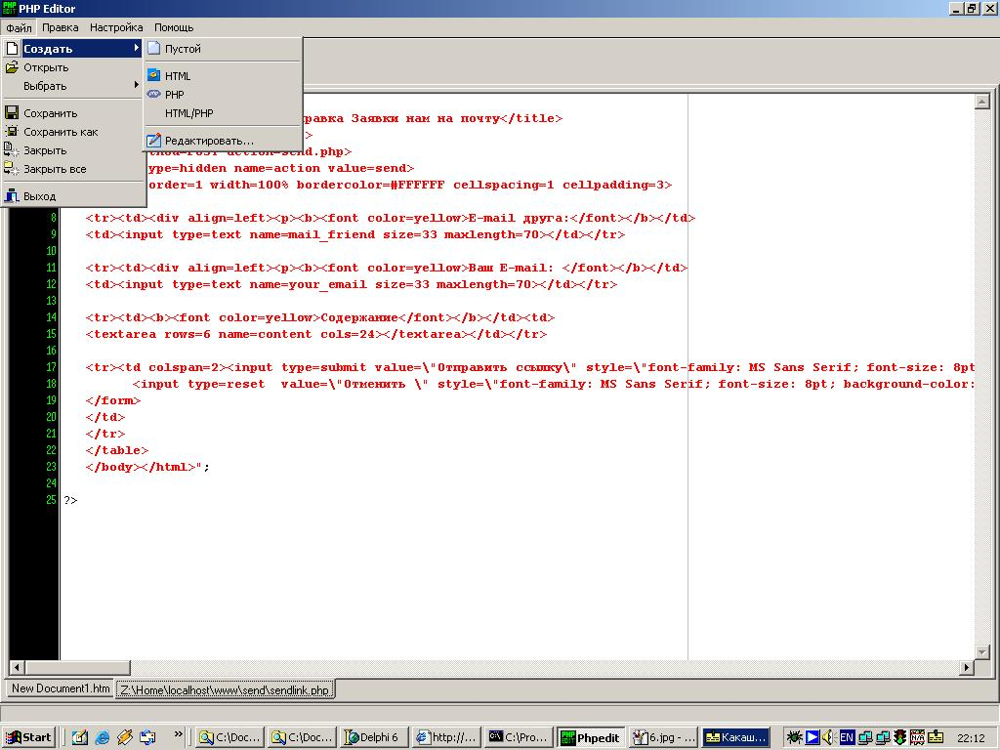 PHP Editor
Файл Правка Настройка Помощь
Создать
Открыть
Выбрать
Сохранить
Сохранить как
Закрыть
Закрыть все
Выход
Пустой
HTML
PHP
HTML/PHP
Редактировать...
равка Заявки нам на почту</title>
>
ype=hidden name=action value=send>
order=1 width=100% bordercolor=#FFFFFF cellspacing=1 cellpadding=3>
8 <tr><td><div align=left><p><b><font color=yellow>E-mail друга:</font></b></td>
9 <td><input type=text name=mail_friend size=33 maxlength=70></td></tr>
10
11 <tr><td><div align=left><p><b><font color=yellow>Ваш E-mail: </font></b></td>
12 <td><input type=text name=your_email size=33 maxlength=70></td></tr>
13
14 <tr><td><b><font color=yellow>Содержание</font></b></td><td>
15 <textarea rows=6 name=content cols=24></textarea></td></tr>
16
17 <tr><td colspan=2><input type=submit value=\"Отправить ссылку\" style=\"font-family: MS Sans Serif; font-size: 8pt
18 <input type=reset  value=\"Отменить \" style=\"font-family: MS Sans Serif; font-size: 8pt; background-color:
19 </form>
20 </td>
21 </tr>
22 </table>
23 </body></html>";
24
25 ?>
New Document1.htm Z:\Home\localhost\www\send\sendlink.php
Start » C:\Doc... C:\Doc... Delphi 6 http://... C:\Pro... Phpedit 6.jpg - ... Какаш... EN 22:12